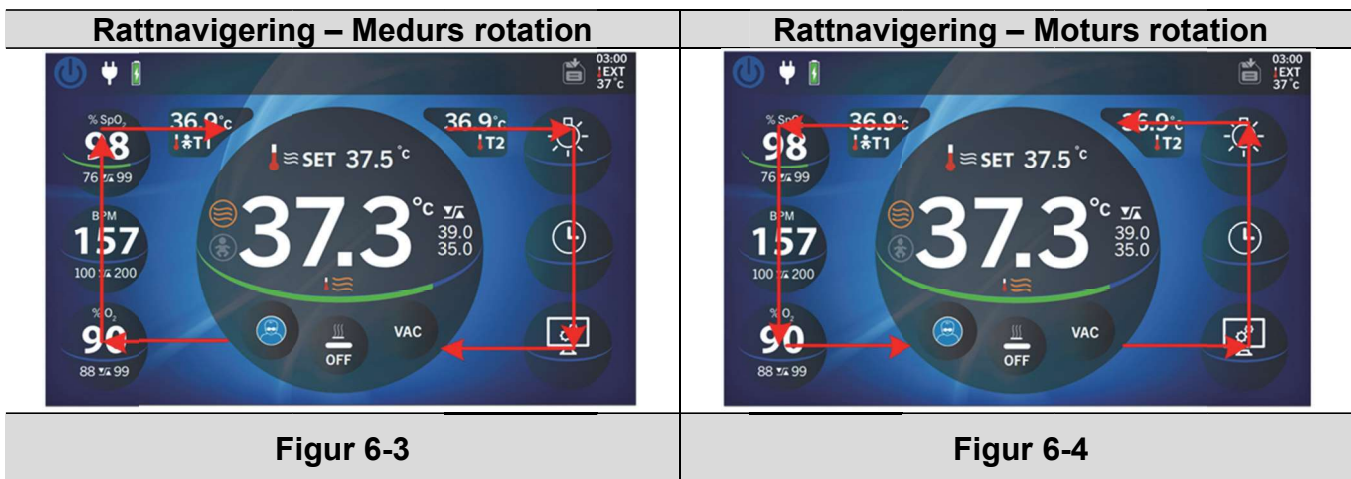 Rattnavigering – Medurs rotation
03:00
EXT
37°c
% SpO₂
98
76 99
36.9°c
T1
36.9°c
T2
SET 37.5°c
BPM
157
100 200
37.3°c
39.0
35.0
% O₂
90
88 99
OFF
VAC
Figur 6-3
Rattnavigering – Moturs rotation
03:00
EXT
37°c
% SpO₂
98
76 99
36.9°c
T1
36.9°c
T2
SET 37.5°c
BPM
157
100 200
37.3°c
39.0
35.0
% O₂
90
88 99
OFF
VAC
Figur 6-4